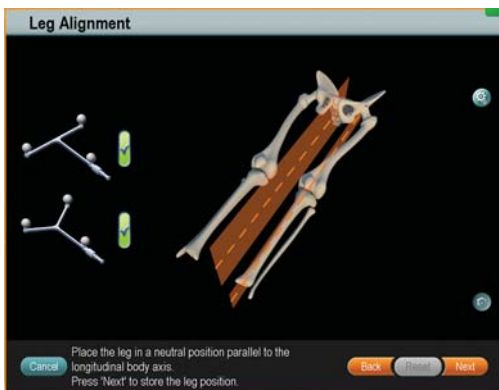 Leg Alignment
Place the leg in a neutral position parallel to the
longitudinal body axis.
Press 'Next' to store the leg position.
Cancel
Back
Reset
Next